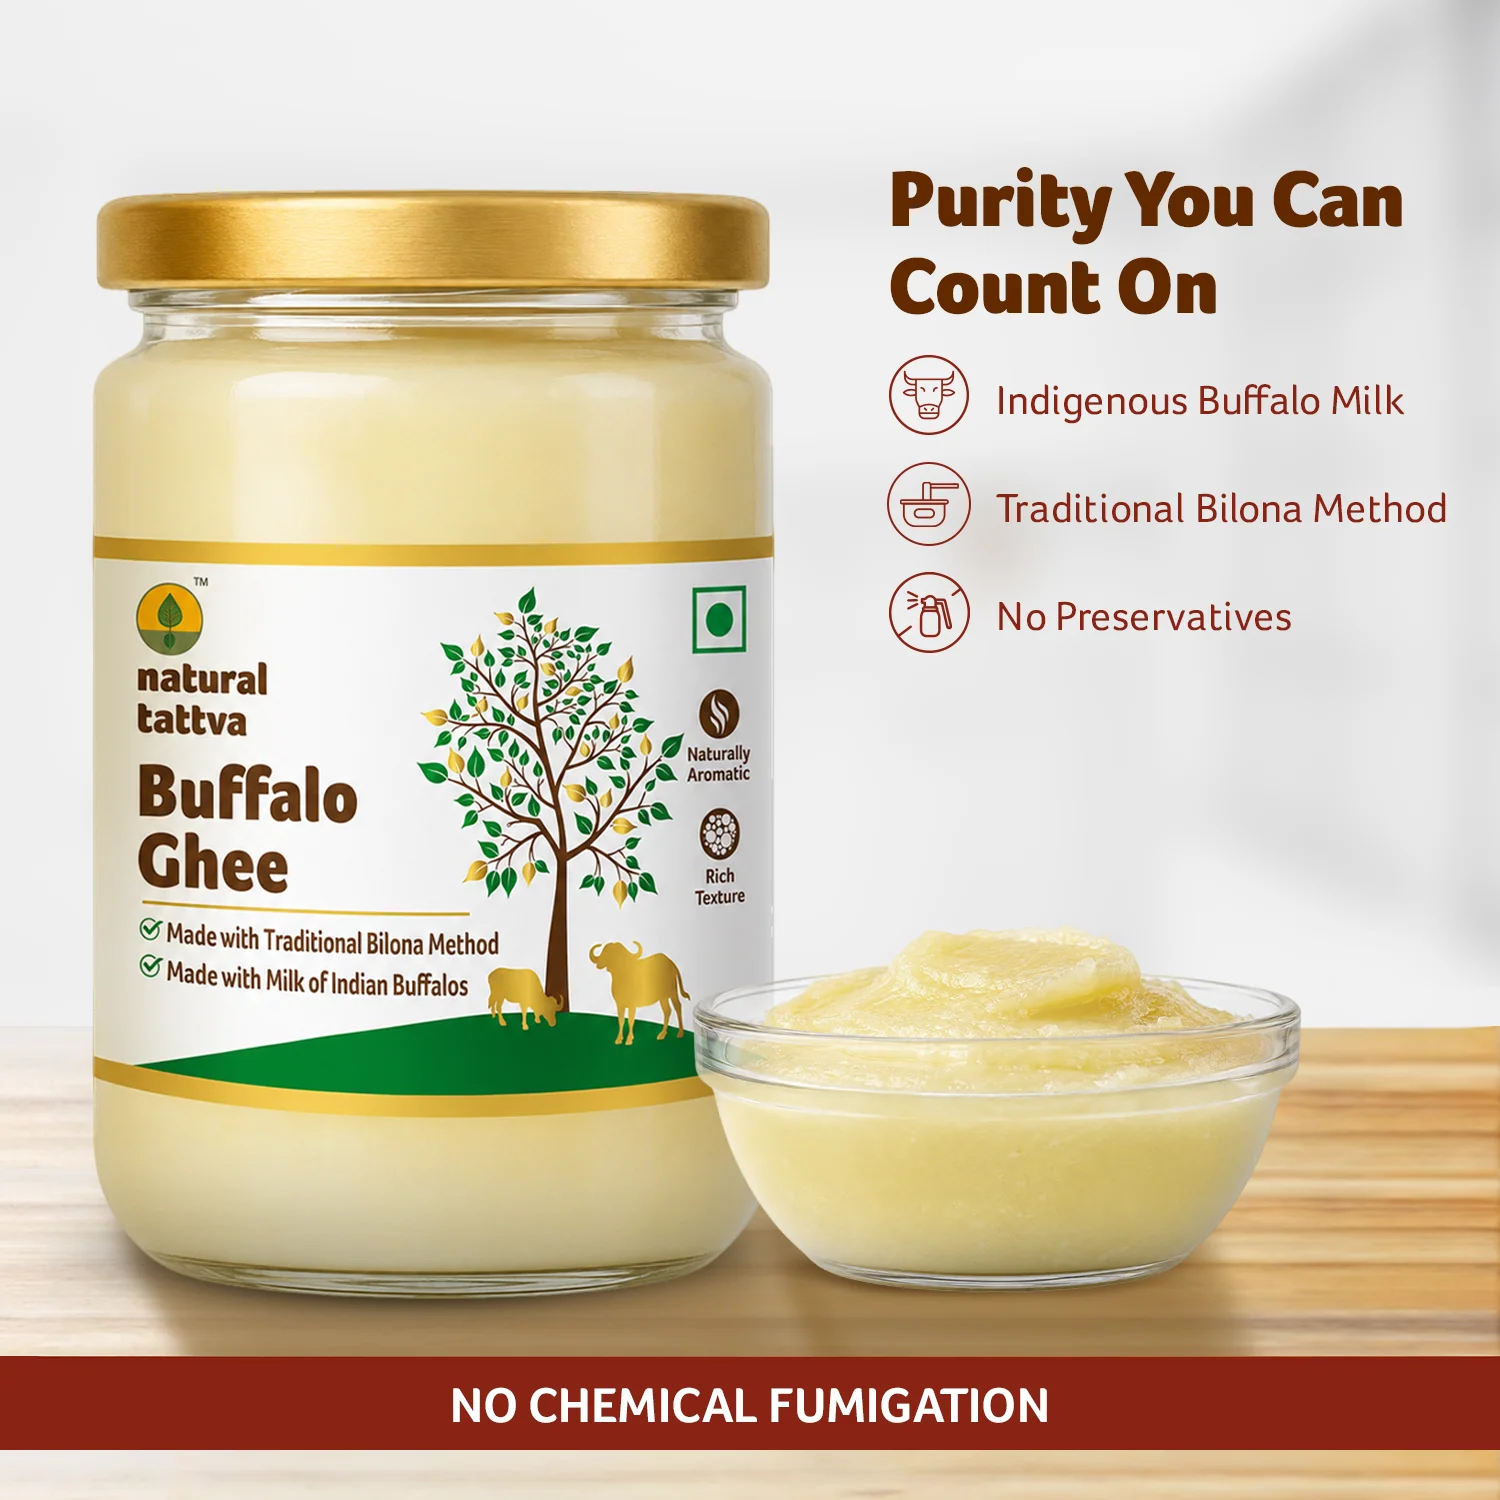 Purity You Can
Count On
Indigenous Buffalo Milk
Traditional Bilona Method
No Preservatives
TM
natural
tattva
Buffalo
Ghee
Made with Traditional Bilona Method
Made with Milk of Indian Buffalos
Naturally
Aromatic
Rich
Texture
NO CHEMICAL FUMIGATION